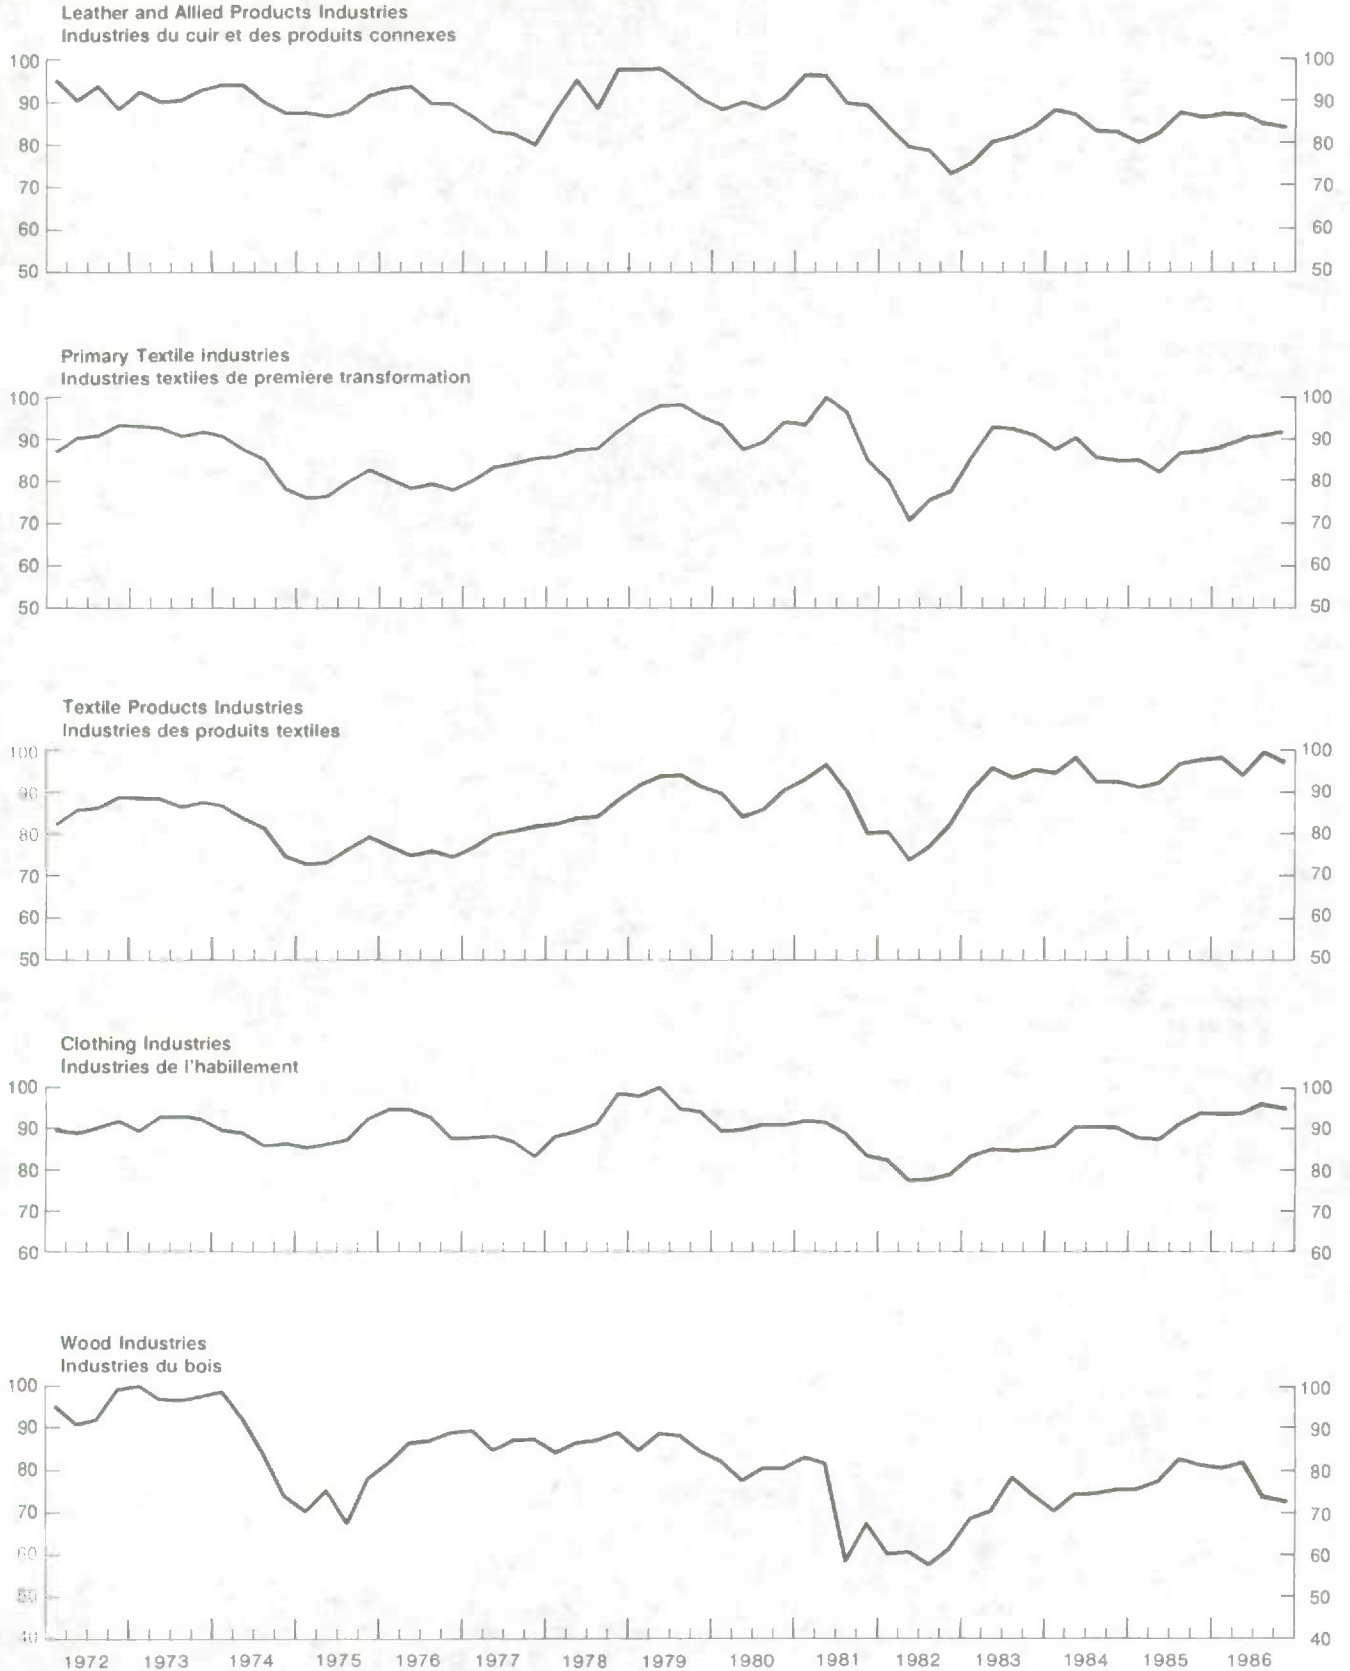 Leather and Allied Products Industries
Industries du cuir et des produits connexes
100 100
90 90
80 80
70 70
60 60
50 50
Primary Textile Industries
Industries textiles de première transformation
100 100
90 90
80 80
70 70
60 60
50 50
Textile Products Industries
Industries des produits textiles
100 100
90 90
80 80
70 70
60 60
50 50
Clothing Industries
Industries de l'habillement
100 100
90 90
80 80
70 70
60 60
Wood Industries
Industries du bois
100 100
90 90
80 80
70 70
60 60
50 50
40 40
1972 1973 1974 1975 1976 1977 1978 1979 1980 1981 1982 1983 1984 1985 1986